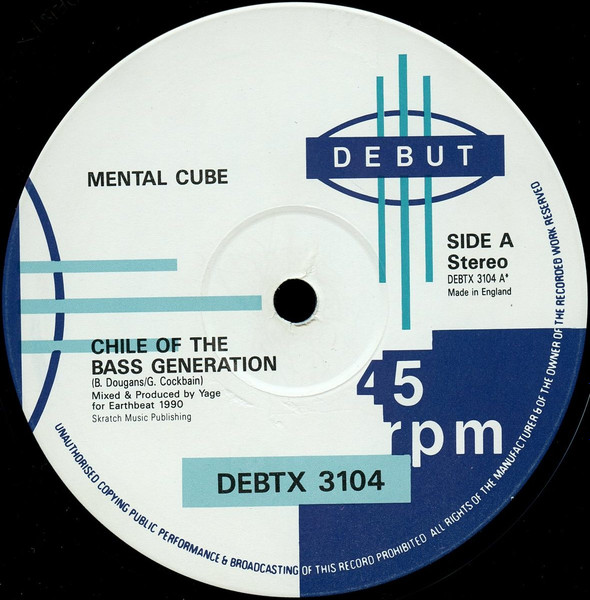 DEBUT
MENTAL CUBE
SIDE A
Stereo
DEBTX 3104 A*
Made in England
CHILE OF THE
BASS GENERATION
(B. Dougans/G. Cockbain)
Mixed & Produced by Yage
for Earthbeat 1990
Skratch Music Publishing
45
rpm
DEBTX 3104
UNAUTHORISED COPYING PUBLIC PERFORMANCE & BROADCASTING OF THIS RECORD PROHIBITED ALL RIGHTS OF THE MANUFACTURER & OF THE OWNER OF THE RECORDED WORK RESERVED